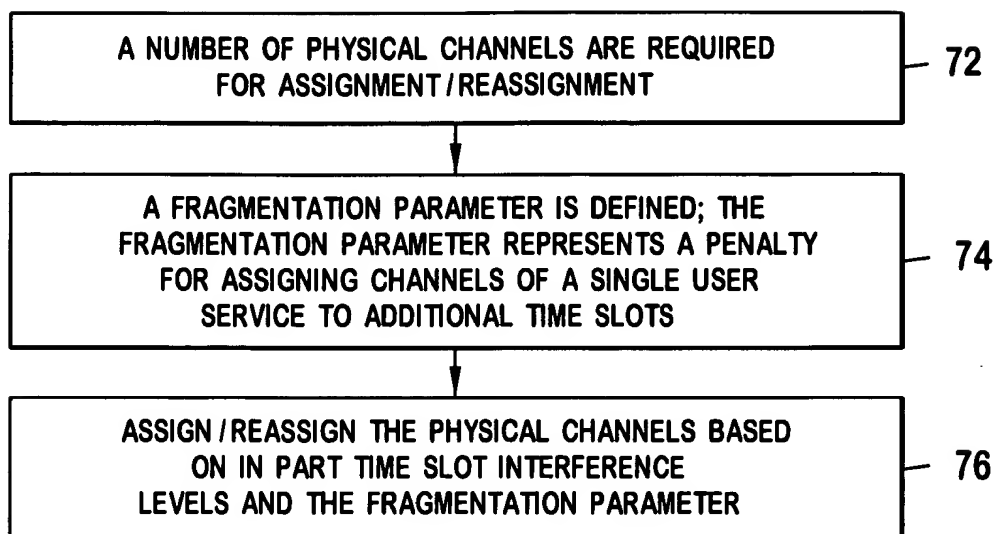 A NUMBER OF PHYSICAL CHANNELS ARE REQUIRED
FOR ASSIGNMENT/REASSIGNMENT
72
A FRAGMENTATION PARAMETER IS DEFINED; THE
FRAGMENTATION PARAMETER REPRESENTS A PENALTY
FOR ASSIGNING CHANNELS OF A SINGLE USER
SERVICE TO ADDITIONAL TIME SLOTS
74
ASSIGN/REASSIGN THE PHYSICAL CHANNELS BASED
ON IN PART TIME SLOT INTERFERENCE
LEVELS AND THE FRAGMENTATION PARAMETER
76